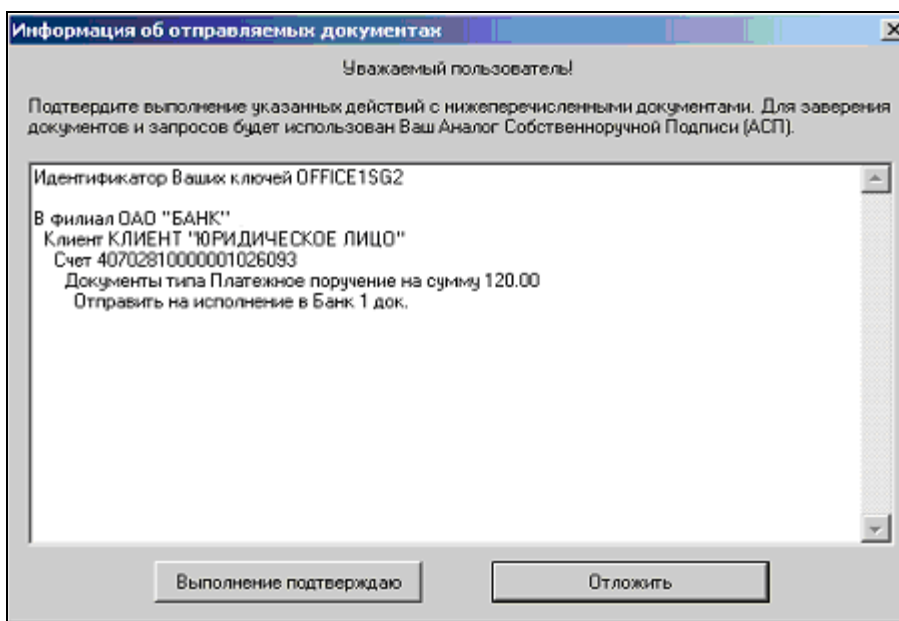 Информация об отправляемых документах
Уважаемый пользователь!
Подтвердите выполнение указанных действий с нижеперечисленными документами. Для заверения
документов и запросов будет использован Ваш Аналог Собственноручной Подписи (АСП).
Идентификатор Ваших ключей OFFICE1SG2
В филиал ОАО "БАНК"
Клиент КЛИЕНТ "ЮРИДИЧЕСКОЕ ЛИЦО"
Счет 40702810000001026093
Документы типа Платежное поручение на сумму 120.00
Отправить на исполнение в Банк 1 док.
Выполнение подтверждаю
Отложить